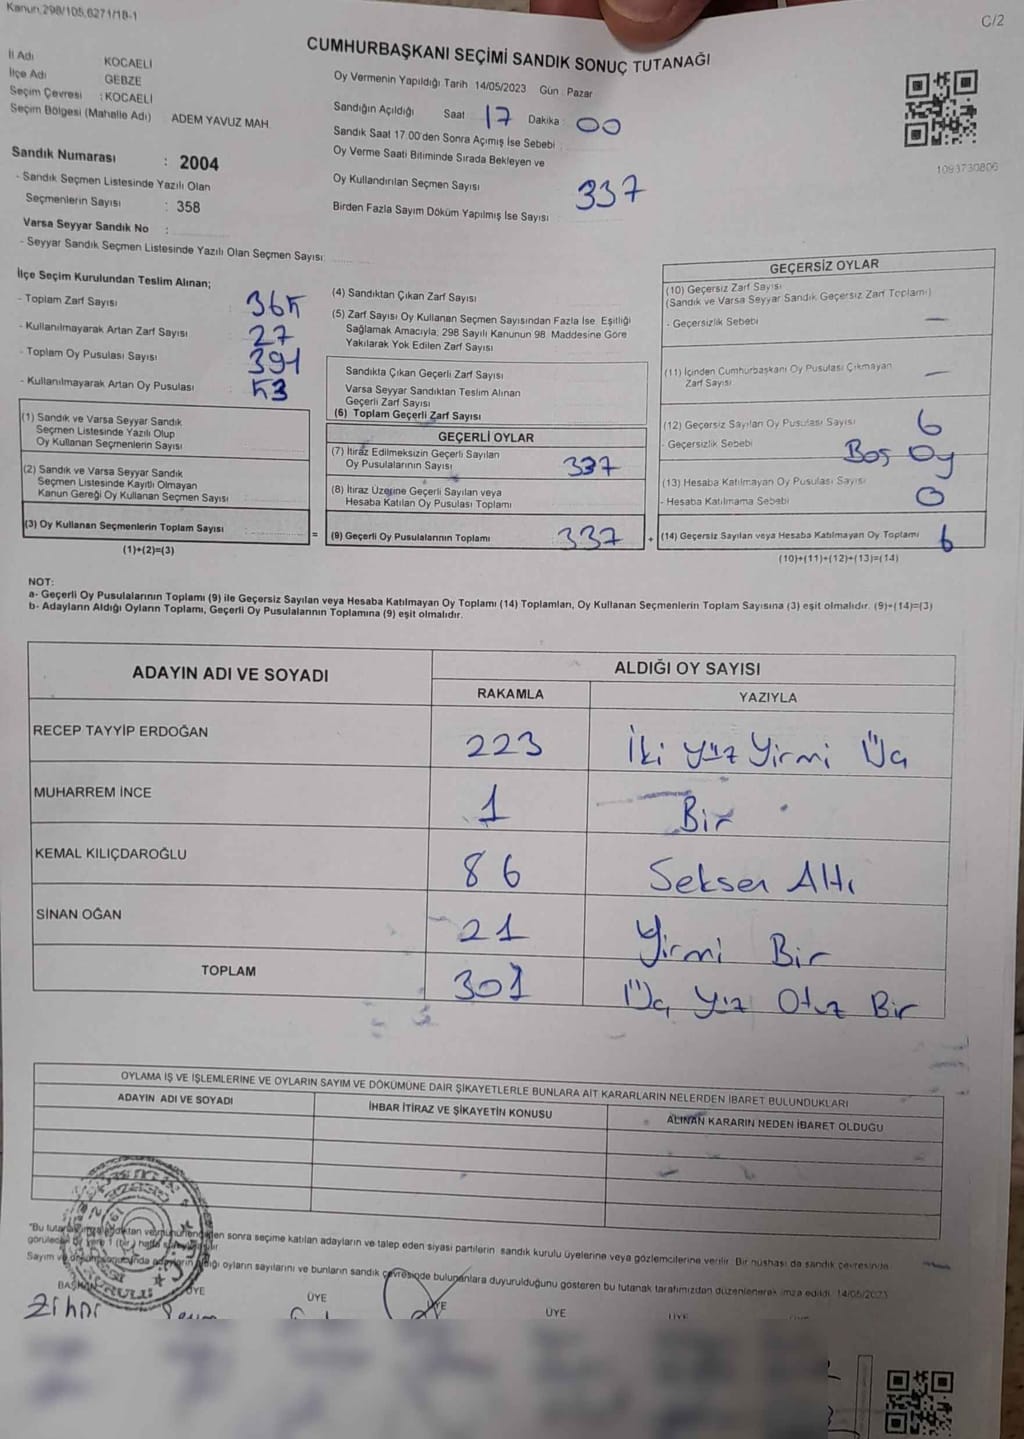 Kanun,298/105,6271/18-1
C/2
CUMHURBAŞKANI SEÇİMİ SANDIK SONUÇ TUTANAĞI
İl Adı KOCAELİ
İlçe Adı GEBZE
Seçim Çevresi : KOCAELİ
Seçim Bölgesi (Mahalle Adı) ADEM YAVUZ MAH.
Oy Vermenin Yapıldığı Tarih 14/05/2023 Gün : Pazar
Sandığın Açıldığı Saat 17 Dakika 00
Sandık Saat 17.00'den Sonra Açmış İse Sebebi :
Oy Verme Saati Bitiminde Sırada Bekleyen ve
Oy Kullandırılan Seçmen Sayısı 337
Birden Fazla Sayım Döküm Yapılmış İse Sayısı
1093730806
Sandık Numarası : 2004
- Sandık Seçmen Listesinde Yazılı Olan
Seçmenlerin Sayısı : 358
Varsa Seyyar Sandık No :
- Seyyar Sandık Seçmen Listesinde Yazılı Olan Seçmen Sayısı:
İlçe Seçim Kurulundan Teslim Alınan;
- Toplam Zarf Sayısı : 365
- Kullanılmayarak Artan Zarf Sayısı : 27
- Toplam Oy Pusulası Sayısı : 391
- Kullanılmayarak Artan Oy Pusulası : 53
(1) Sandık ve Varsa Seyyar Sandık
Seçmen Listesinde Yazılı Olup
Oy Kullanan Seçmenlerin Sayısı
(2) Sandık ve Varsa Seyyar Sandık
Seçmen Listesinde Kayıtlı Olmayan
Kanun Gereği Oy Kullanan Seçmen Sayısı
(3) Oy Kullanan Seçmenlerin Toplam Sayısı
(1)+(2)=(3)
=
(4) Sandıktan Çıkan Zarf Sayısı
(5) Zarf Sayısı Oy Kullanan Seçmen Sayısından Fazla İse, Eşitliği
Sağlamak Amacıyla, 298 Sayılı Kanunun 98. Maddesine Göre
Yakılarak Yok Edilen Zarf Sayısı
Sandıkta Çıkan Geçerli Zarf Sayısı
Varsa Seyyar Sandıktan Teslim Alınan
Geçerli Zarf Sayısı
(6) Toplam Geçerli Zarf Sayısı
GEÇERLİ OYLAR
(7) İtiraz Edilmeksizin Geçerli Sayılan
Oy Pusulalarının Sayısı 337
(8) İtiraz Üzerine Geçerli Sayılan veya
Hesaba Katılan Oy Pusulası Toplamı
(9) Geçerli Oy Pusulalarının Toplamı 337
+
GEÇERSİZ OYLAR
(10) Geçersiz Zarf Sayısı
(Sandık ve Varsa Seyyar Sandık Geçersiz Zarf Toplamı)
- Geçersizlik Sebebi —
(11) İçinden Cumhurbaşkanı Oy Pusulası Çıkmayan
Zarf Sayısı —
(12) Geçersiz Sayılan Oy Pusulası Sayısı 6
- Geçersizlik Sebebi Boş Oy
(13) Hesaba Katılmayan Oy Pusulası Sayısı
- Hesaba Katılmama Sebebi 0
(14) Geçersiz Sayılan veya Hesaba Katılmayan Oy Toplamı 6
(10)+(11)+(12)+(13)=(14)
NOT:
a- Geçerli Oy Pusulalarının Toplamı (9) ile Geçersiz Sayılan veya Hesaba Katılmayan Oy Toplamı (14) Toplamları, Oy Kullanan Seçmenlerin Toplam Sayısına (3) eşit olmalıdır. (9)+(14)=(3)
b- Adayların Aldığı Oyların Toplamı, Geçerli Oy Pusulalarının Toplamına (9) eşit olmalıdır.
ADAYIN ADI VE SOYADI ALDIĞI OY SAYISI
RAKAMLA YAZIYLA
RECEP TAYYİP ERDOĞAN 223 İki yüz Yirmi Üç
MUHARREM İNCE 1 Bir
KEMAL KILIÇDAROĞLU 86 Seksen Altı
SİNAN OĞAN 21 Yirmi Bir
TOPLAM 301 Üç yüz Otuz Bir
OYLAMA İŞ VE İŞLEMLERİNE VE OYLARIN SAYIM VE DÖKÜMÜNE DAİR ŞİKAYETLERLE BUNLARA AİT KARARLARIN NELERDEN İBARET BULUNDUKLARI
ADAYIN ADI VE SOYADI İHBAR İTİRAZ VE ŞİKAYETİN KONUSU ALINAN KARARIN NEDEN İBARET OLDUĞU
sonra seçime katılan adayların ve talep eden siyasi partilerin sandık kurulu üyelerine veya gözlemcilerine verilir. Bir nüshası da sandık çevresinde
oyların sayılarını ve bunların sandık çevresinde bulunanlara duyurulduğunu gösteren bu tutanak tarafımızdan düzenlenerek imza edildi. 14/05/2023
BAŞKAN ÜYE ÜYE ÜYE ÜYE ÜYE